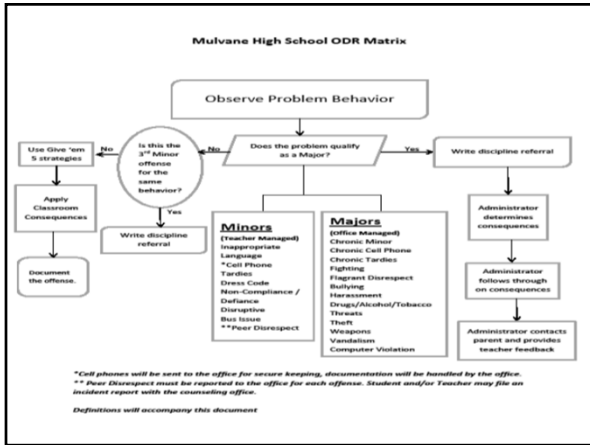 Mulvane High School ODR Matrix
Observe Problem Behavior
Does the problem qualify
as a Major?
No
Yes
Is this the
3rd Minor
offense
for the
same
behavior?
No
Yes
Use Give 'em
5 strategies
Apply
Classroom
Consequences
Document
the offense.
Write discipline
referral
Minors
(Teacher Managed)
Inappropriate
Language
*Cell Phone
Tardies
Dress Code
Non-Compliance /
Defiance
Disruptive
Bus Issue
**Peer Disrespect
Majors
(Office Managed)
Chronic Minor
Chronic Cell Phone
Chronic Tardies
Fighting
Flagrant Disrespect
Bullying
Harassment
Drugs/Alcohol/Tobacco
Threats
Theft
Weapons
Vandalism
Computer Violation
Write discipline referral
Administrator
determines
consequences
Administrator
follows through
on consequences
Administrator contacts
parent and provides
teacher feedback
*Cell phones will be sent to the office for secure keeping, documentation will be handled by the office.
** Peer Disrespect must be reported to the office for each offense. Student and/or Teacher may file an
incident report with the counseling office.
Definitions will accompany this document